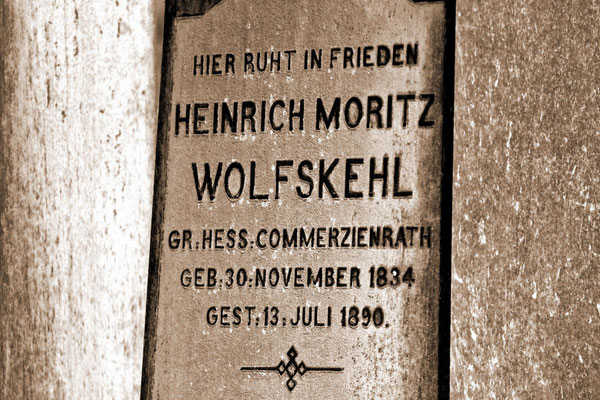 HIER RUHT IN FRIEDEN
HEINRICH MORITZ
WOLFSKEHL
GR: HESS: COMMERZIENRATH
GEB: 30: NOVEMBER 1834
GEST: 13: JULI 1890.